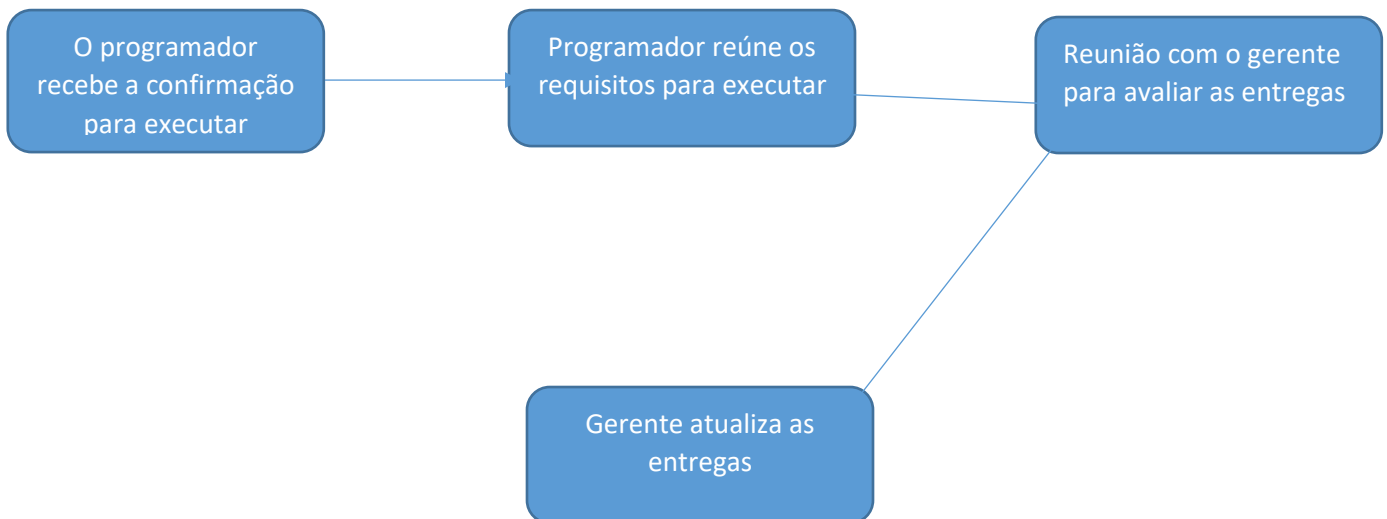 O programador
recebe a confirmação
para executar
Programador reúne os
requisitos para executar
Reunião com o gerente
para avaliar as entregas
Gerente atualiza as
entregas